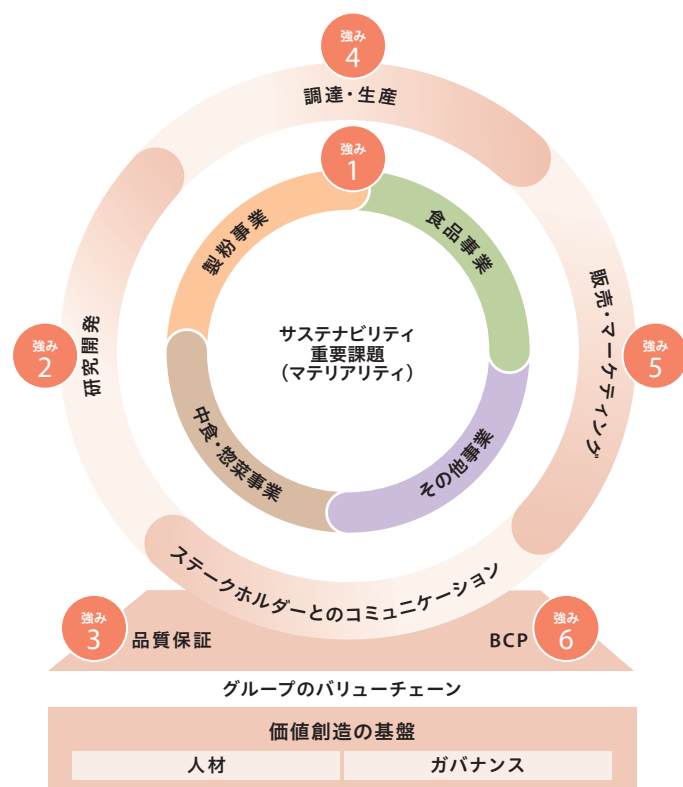 強み
4
調達・生産
強み
1
製粉事業
食品事業
強み
2
研究開発
サステナビリティ
重要課題
（マテリアリティ）
販売・マーケティング
強み
5
中食・惣菜事業
その他事業
ステークホルダーとのコミュニケーション
強み
3
品質保証
BCP
強み
6
グループのバリューチェーン
価値創造の基盤
人材
ガバナンス